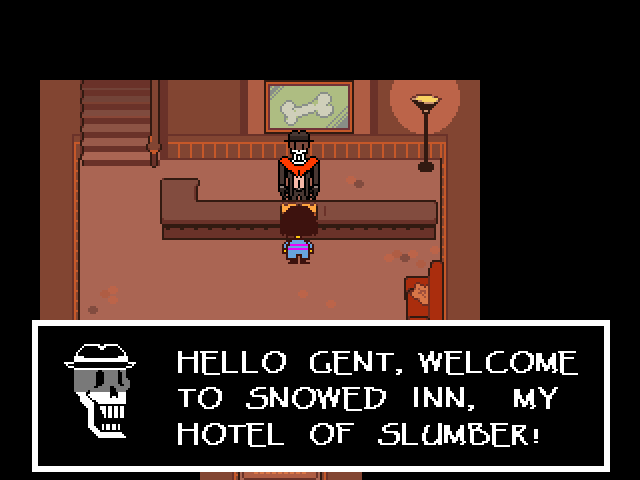 HELLO GENT, WELCOME
TO SNOWED INN, MY
HOTEL OF SLUMBER!